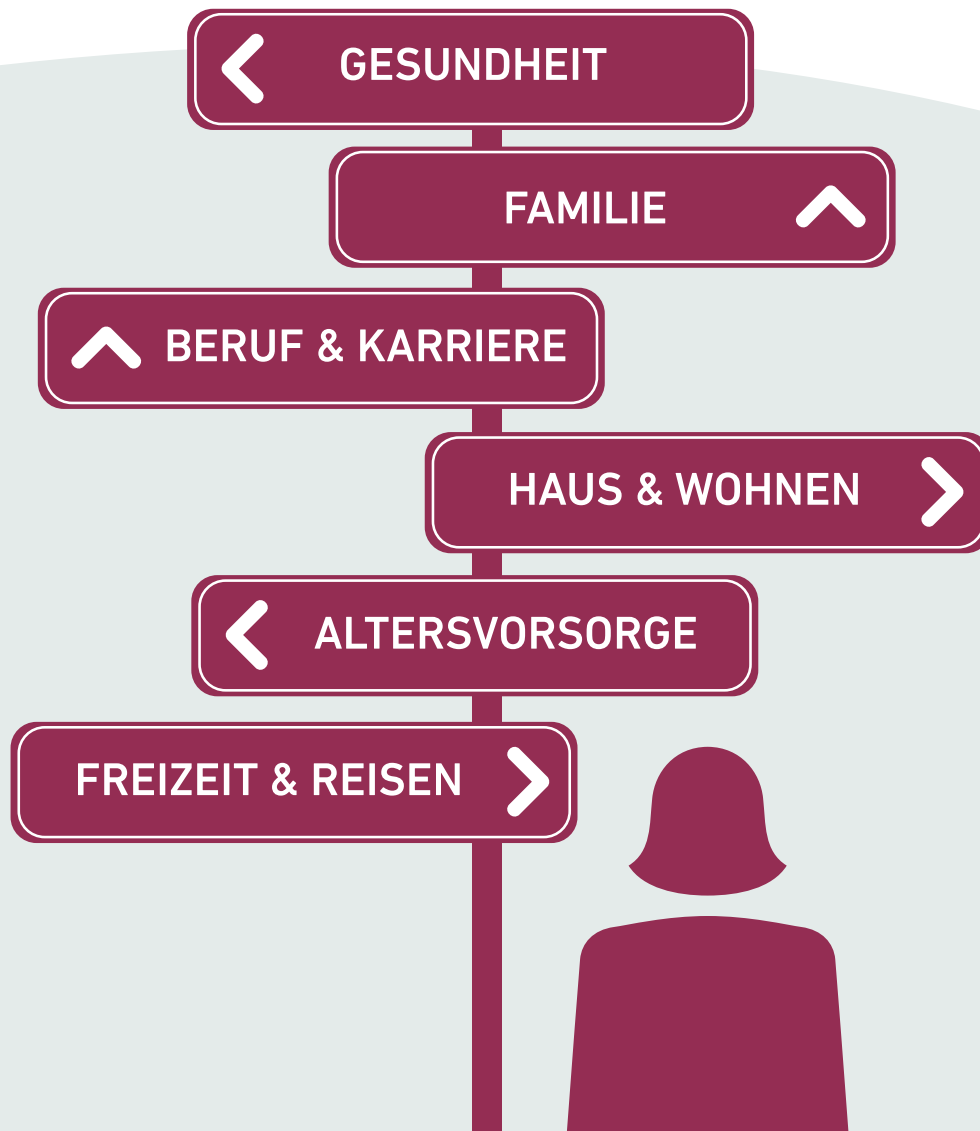 GESUNDHEIT
FAMILIE
BERUF & KARRIERE
HAUS & WOHNEN
ALTERSVORSORGE
FREIZEIT & REISEN